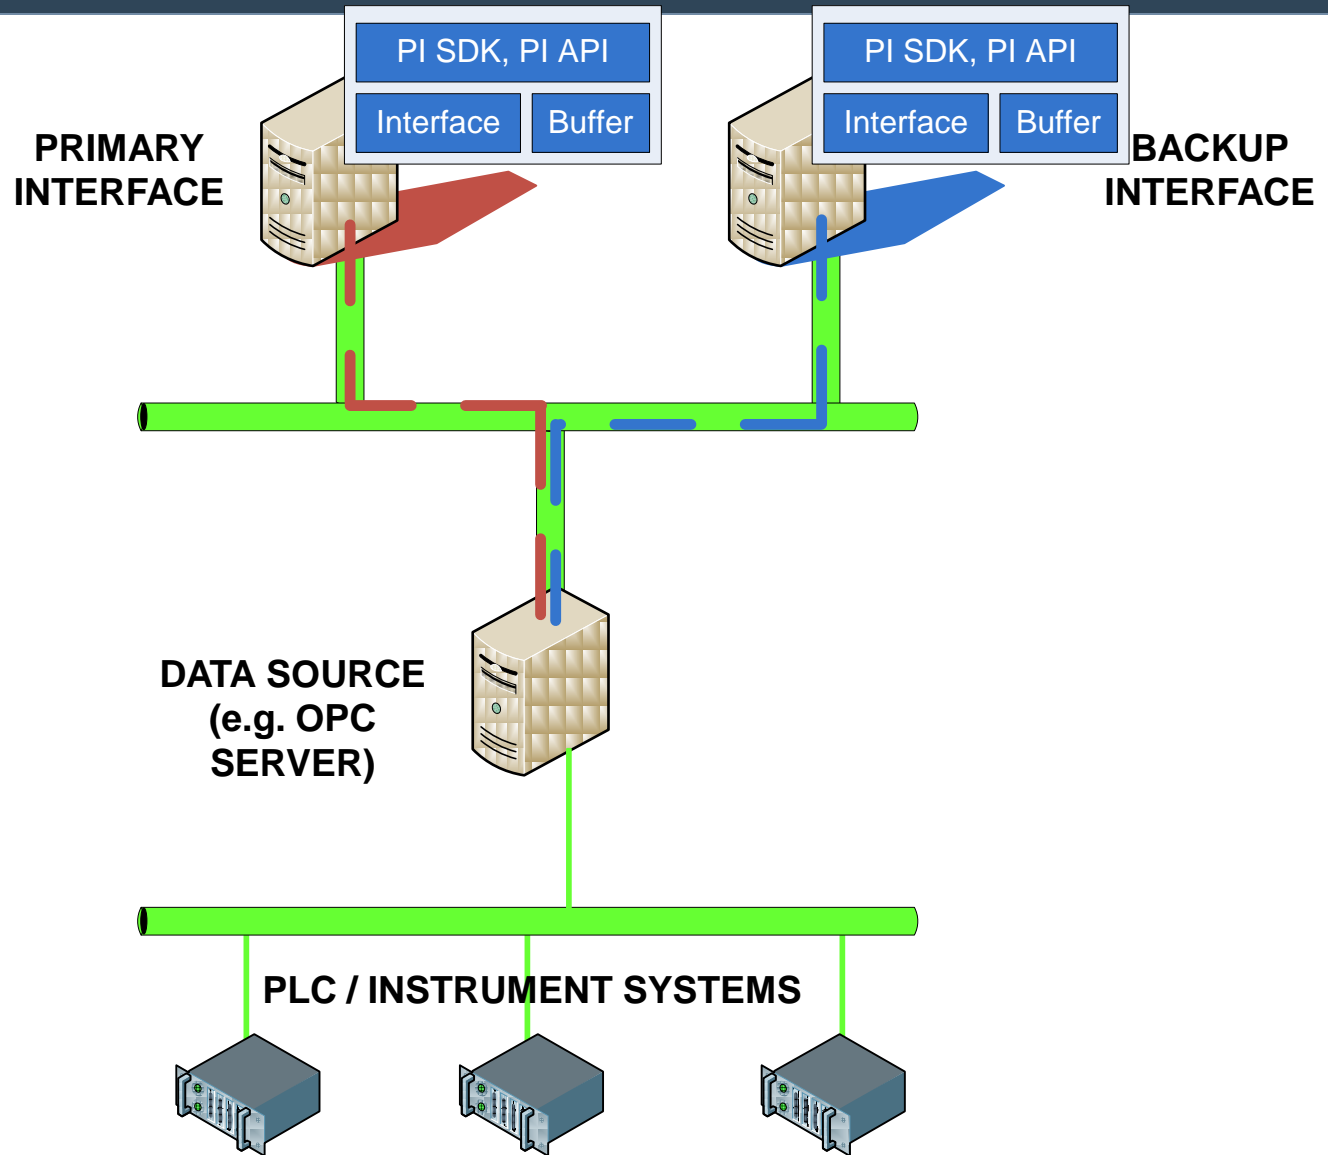 PI SDK, PI API
Interface
Buffer
PI SDK, PI API
Interface
Buffer
PRIMARY
INTERFACE
BACKUP
INTERFACE
DATA SOURCE
(e.g. OPC
SERVER)
PLC / INSTRUMENT SYSTEMS